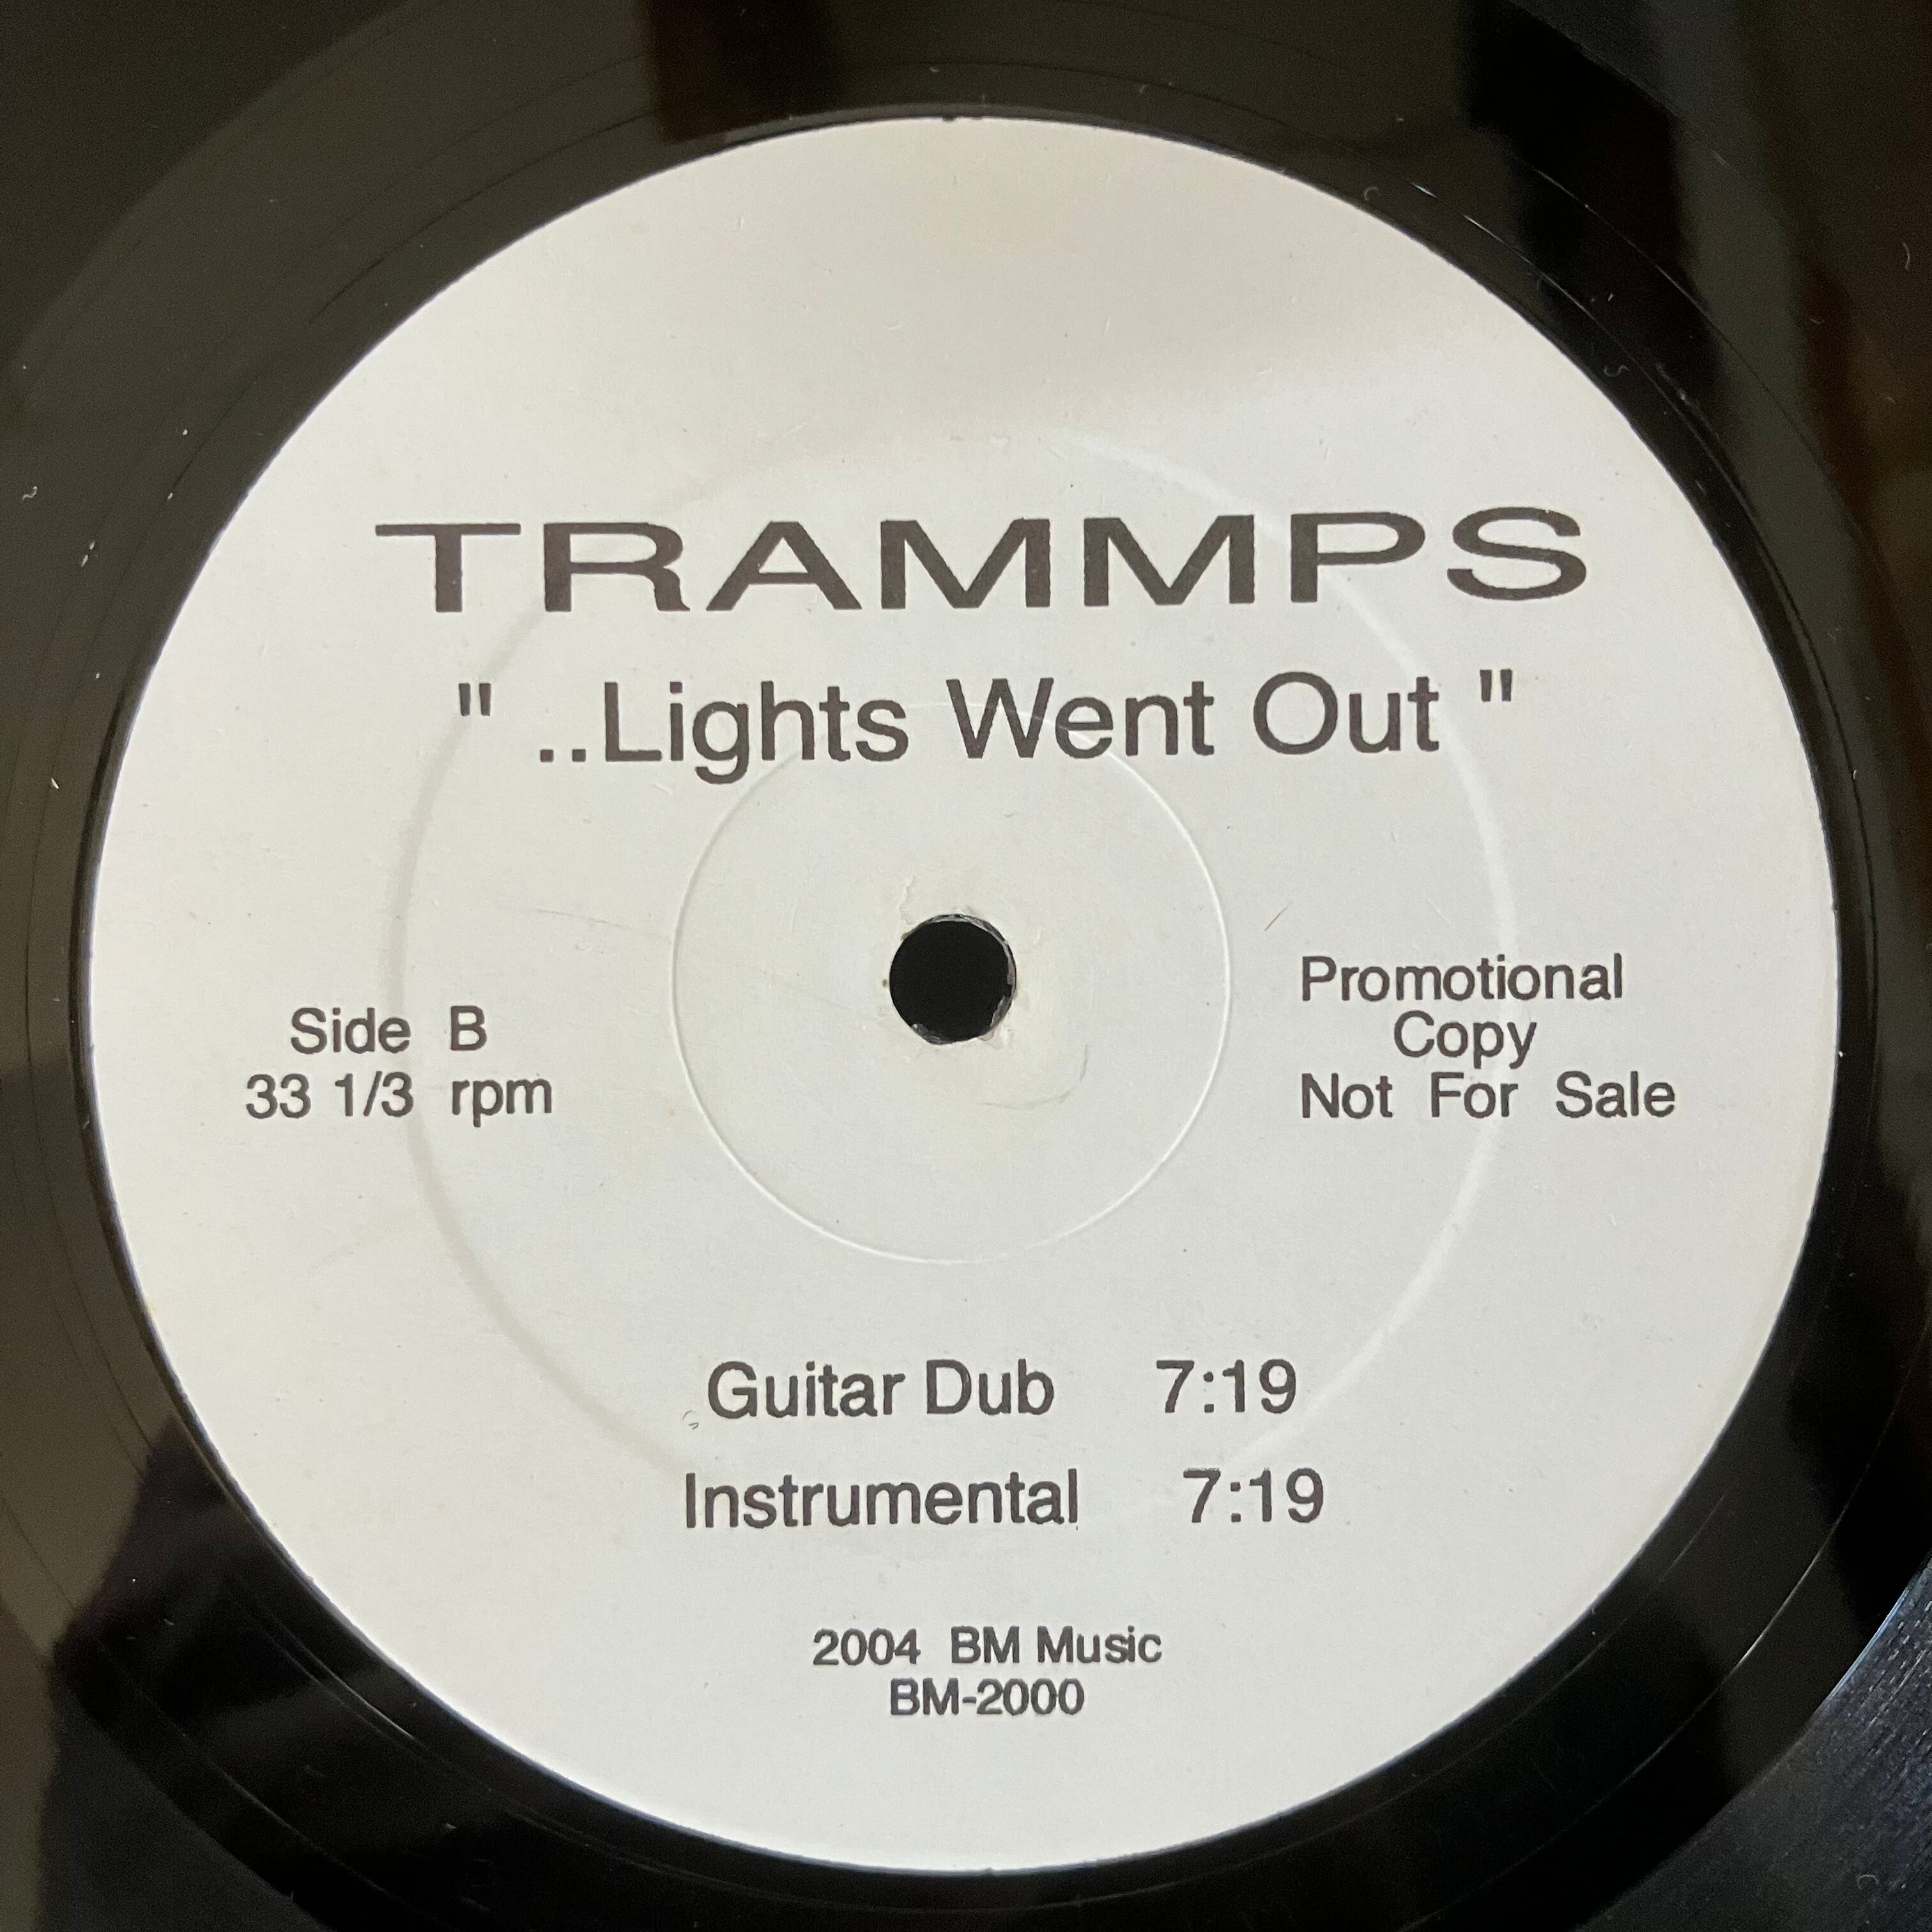 TRAMMPS
" ..Lights Went Out "
Side B
33 1/3 rpm
Promotional
Copy
Not For Sale
Guitar Dub 7:19
Instrumental 7:19
2004 BM Music
BM-2000